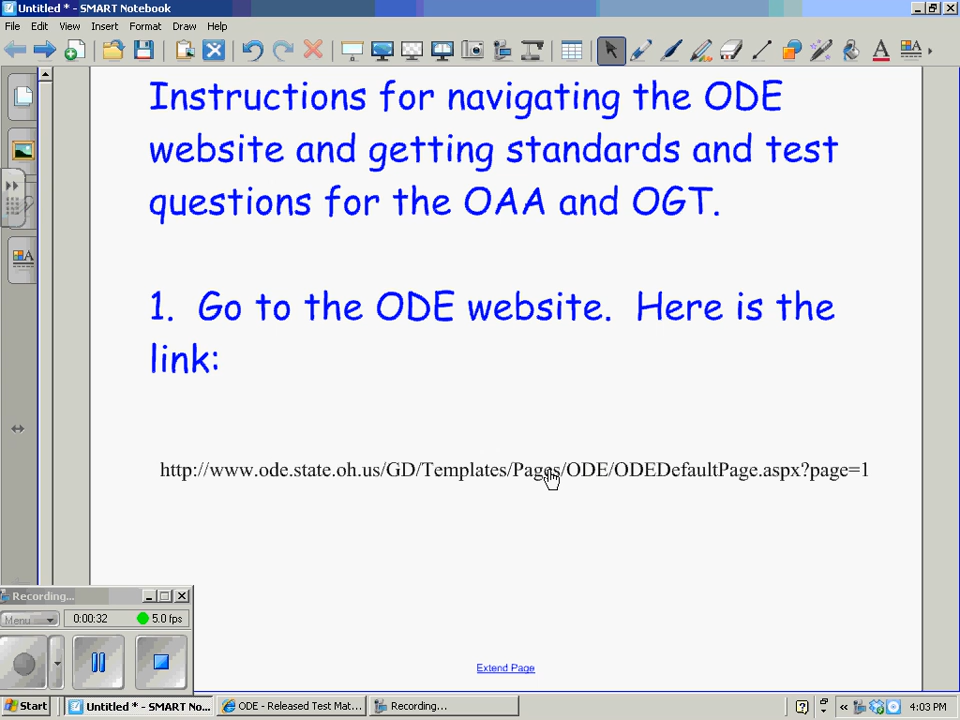 Untitled * - SMART Notebook
File Edit View Insert Format Draw Help
Instructions for navigating the ODE
website and getting standards and test
questions for the OAA and OGT.
1. Go to the ODE website. Here is the
link:
http://www.ode.state.oh.us/GD/Templates/Pages/ODE/ODEDefaultPage.aspx?page=1
Recording...
Menu 0:00:32 5.0 fps
Extend Page
Start Untitled * - SMART No... ODE - Released Test Mat... Recording... 4:03 PM